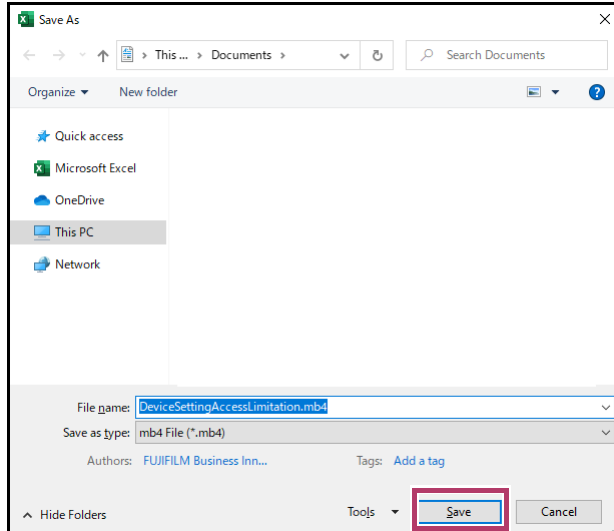 Save As
This ... > Documents >
Search Documents
Organize
New folder
Quick access
Microsoft Excel
OneDrive
This PC
Network
File name: DeviceSettingAccessLimitation.mb4
Save as type: mb4 File (*.mb4)
Authors: FUJIFILM Business Inn...
Tags: Add a tag
Hide Folders
Tools
Save
Cancel